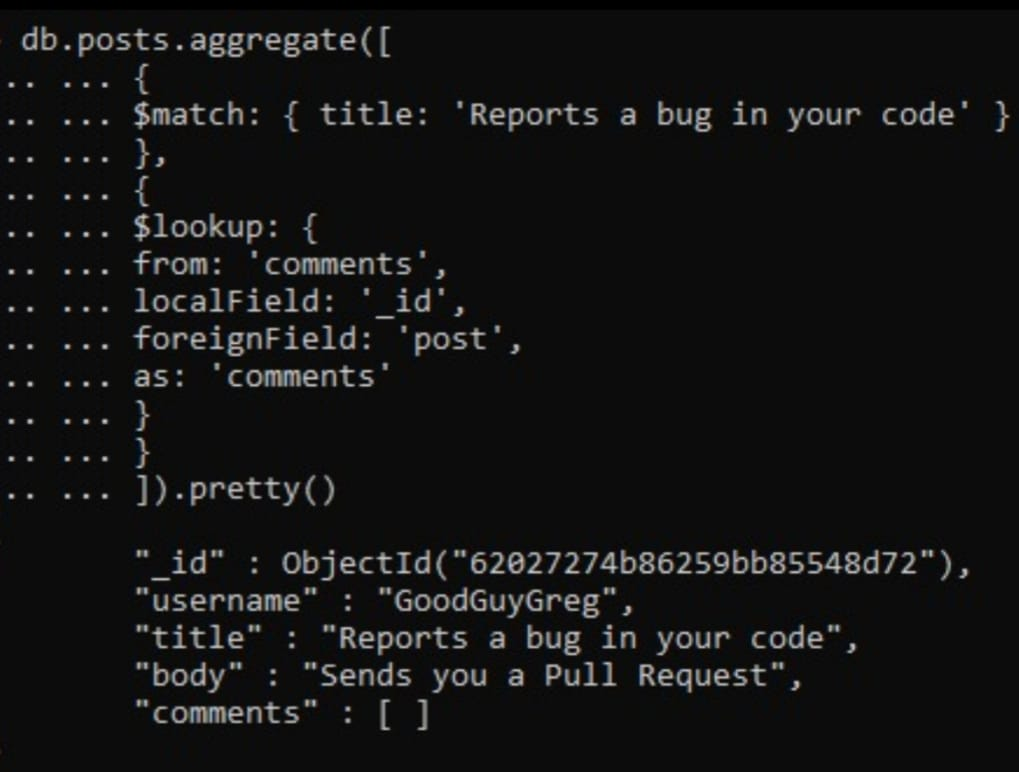 db.posts.aggregate([
.. ... {
.. ... $match: { title: 'Reports a bug in your code' }
.. ... },
.. ... {
.. ... $lookup: {
.. ... from: 'comments',
.. ... localField: '_id',
.. ... foreignField: 'post',
.. ... as: 'comments'
.. ... }
.. ... }
.. ... ]).pretty()
"_id" : ObjectId("62027274b86259bb85548d72"),
"username" : "GoodGuyGreg",
"title" : "Reports a bug in your code",
"body" : "Sends you a Pull Request",
"comments" : [ ]